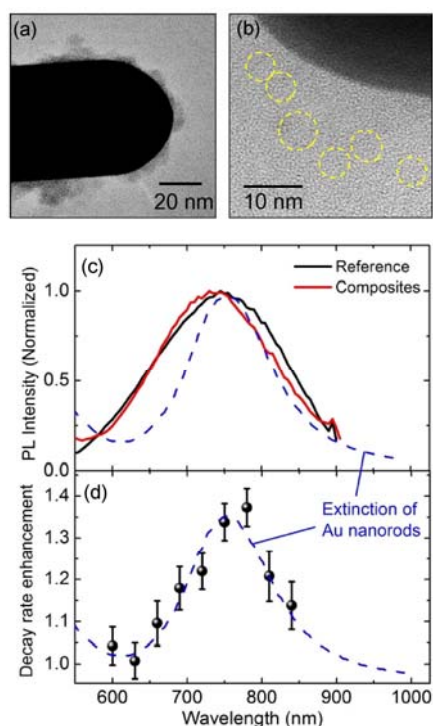 (a)
20 nm
(b)
10 nm
(c)
PL Intensity (Normalized)
1.0
0.5
0.0
Reference
Composites
Extinction of
Au nanorods
(d)
Decay rate enhancement
1.4
1.3
1.2
1.1
1.0
600 700 800 900 1000
Wavelength (nm)